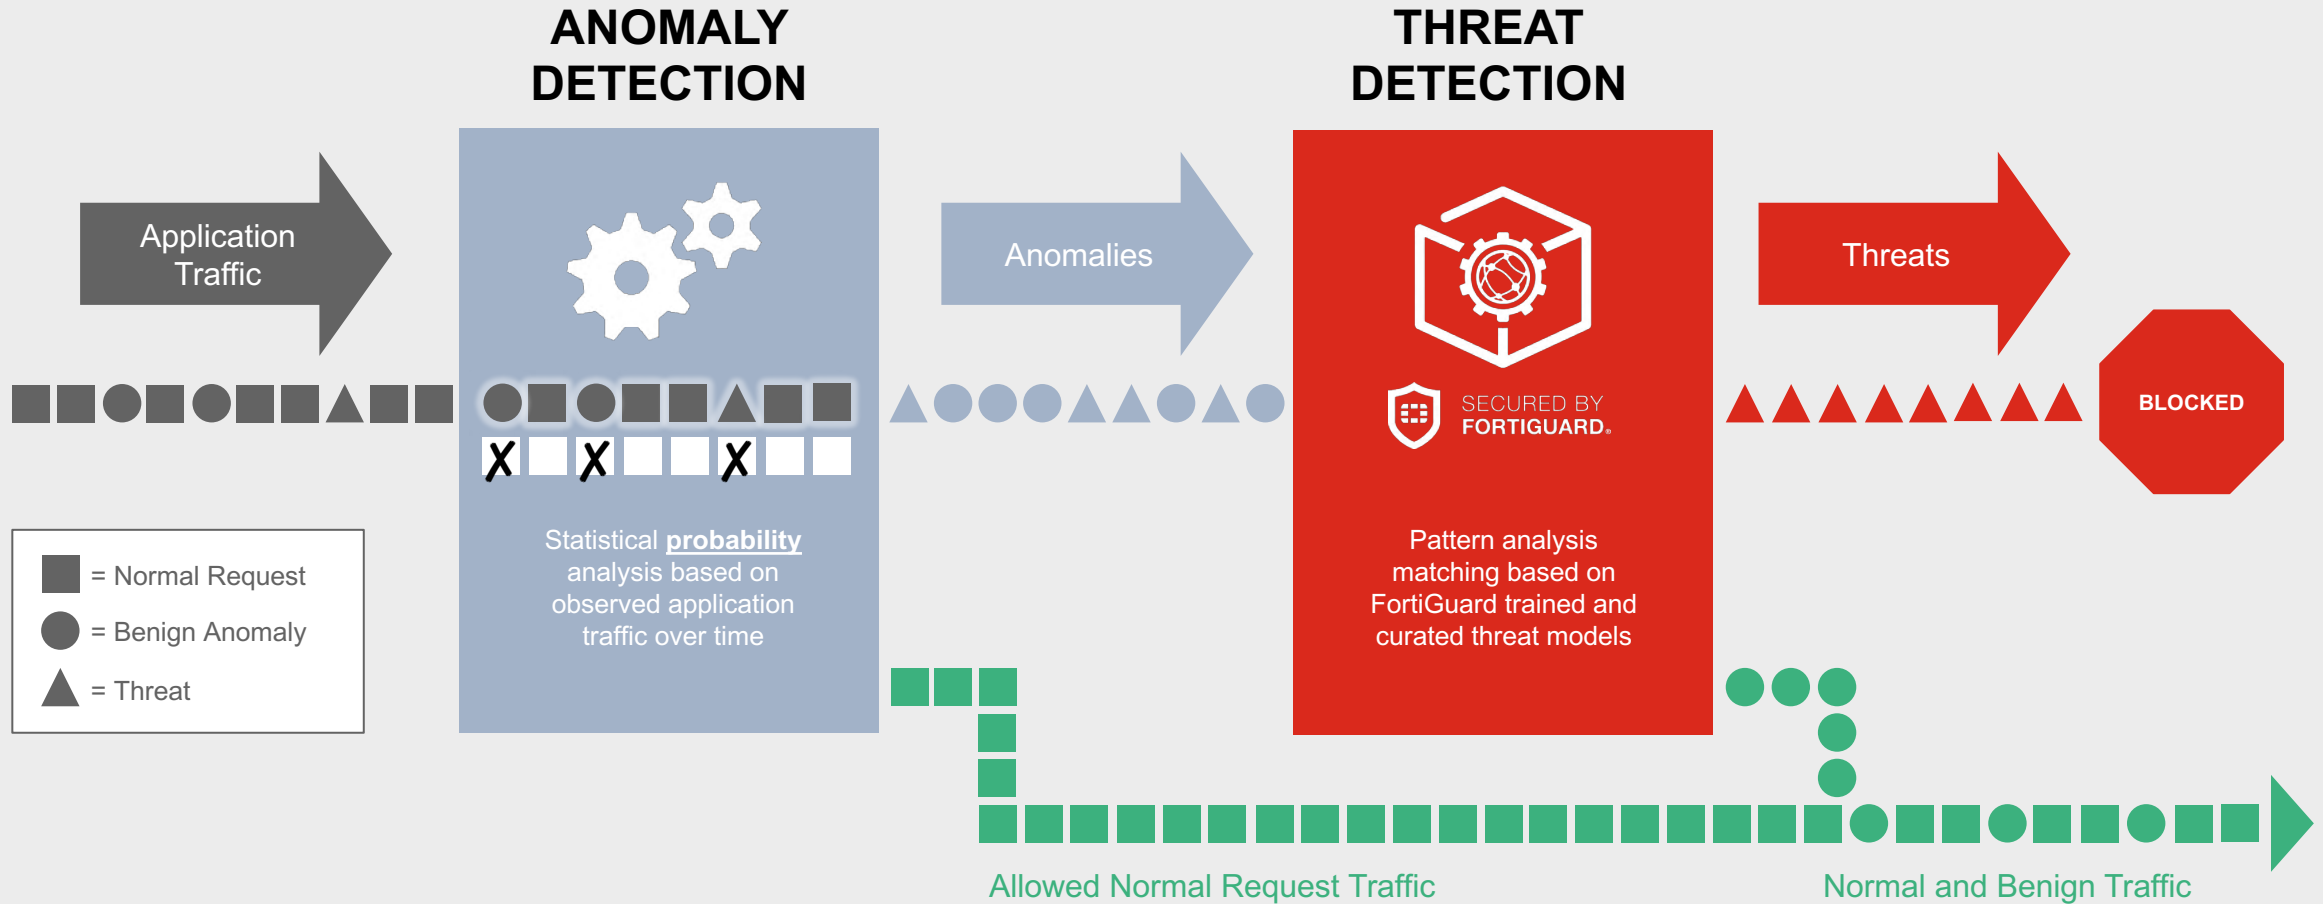 ANOMALY
DETECTION
THREAT
DETECTION
Application
Traffic
Anomalies
Threats
BLOCKED
SECURED BY
FORTIGUARD®
X X X
Statistical probability
analysis based on
observed application
traffic over time
Pattern analysis
matching based on
FortiGuard trained and
curated threat models
= Normal Request
= Benign Anomaly
= Threat
Allowed Normal Request Traffic
Normal and Benign Traffic